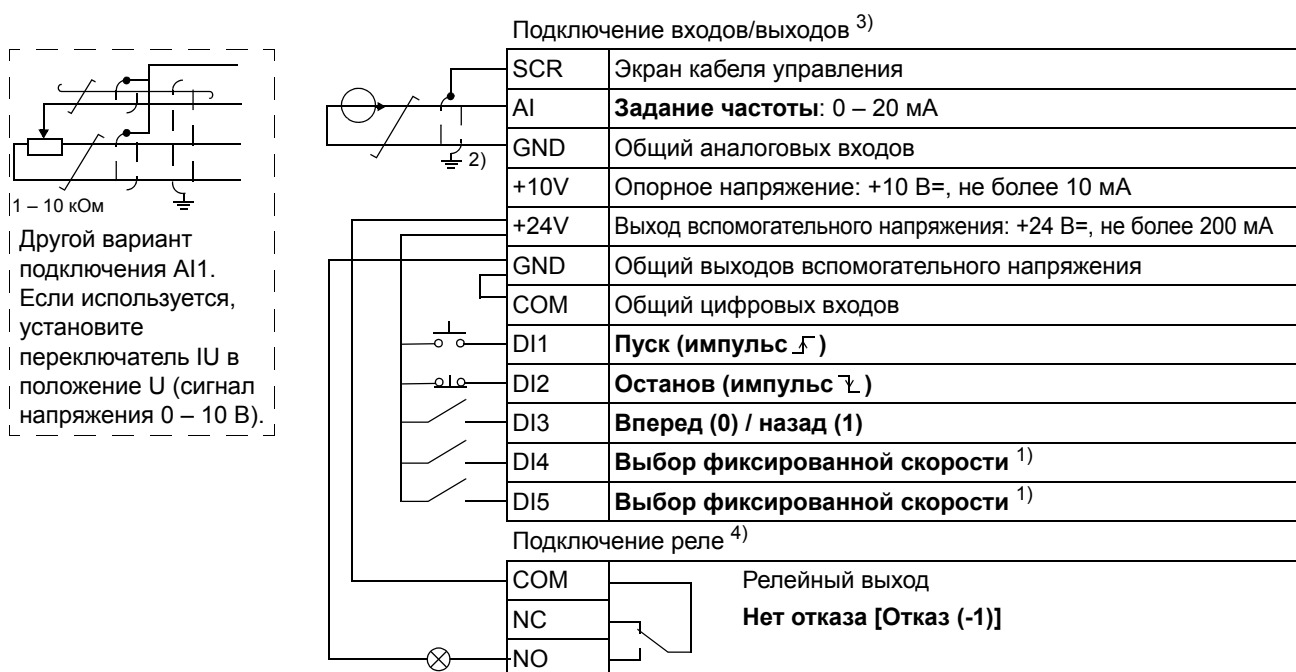 Подключение входов/выходов 3)
SCR Экран кабеля управления
AI Задание частоты: 0 – 20 мА
GND Общий аналоговых входов
2)
+10V Опорное напряжение: +10 В=, не более 10 мА
+24V Выход вспомогательного напряжения: +24 В=, не более 200 мА
GND Общий выходов вспомогательного напряжения
COM Общий цифровых входов
DI1 Пуск (импульс )
DI2 Останов (импульс )
DI3 Вперед (0) / назад (1)
DI4 Выбор фиксированной скорости 1)
DI5 Выбор фиксированной скорости 1)
1 – 10 кОм
Другой вариант
подключения AI1.
Если используется,
установите
переключатель IU в
положение U (сигнал
напряжения 0 – 10 В).
Подключение реле 4)
COM Релейный выход
NC Нет отказа [Отказ (-1)]
NO